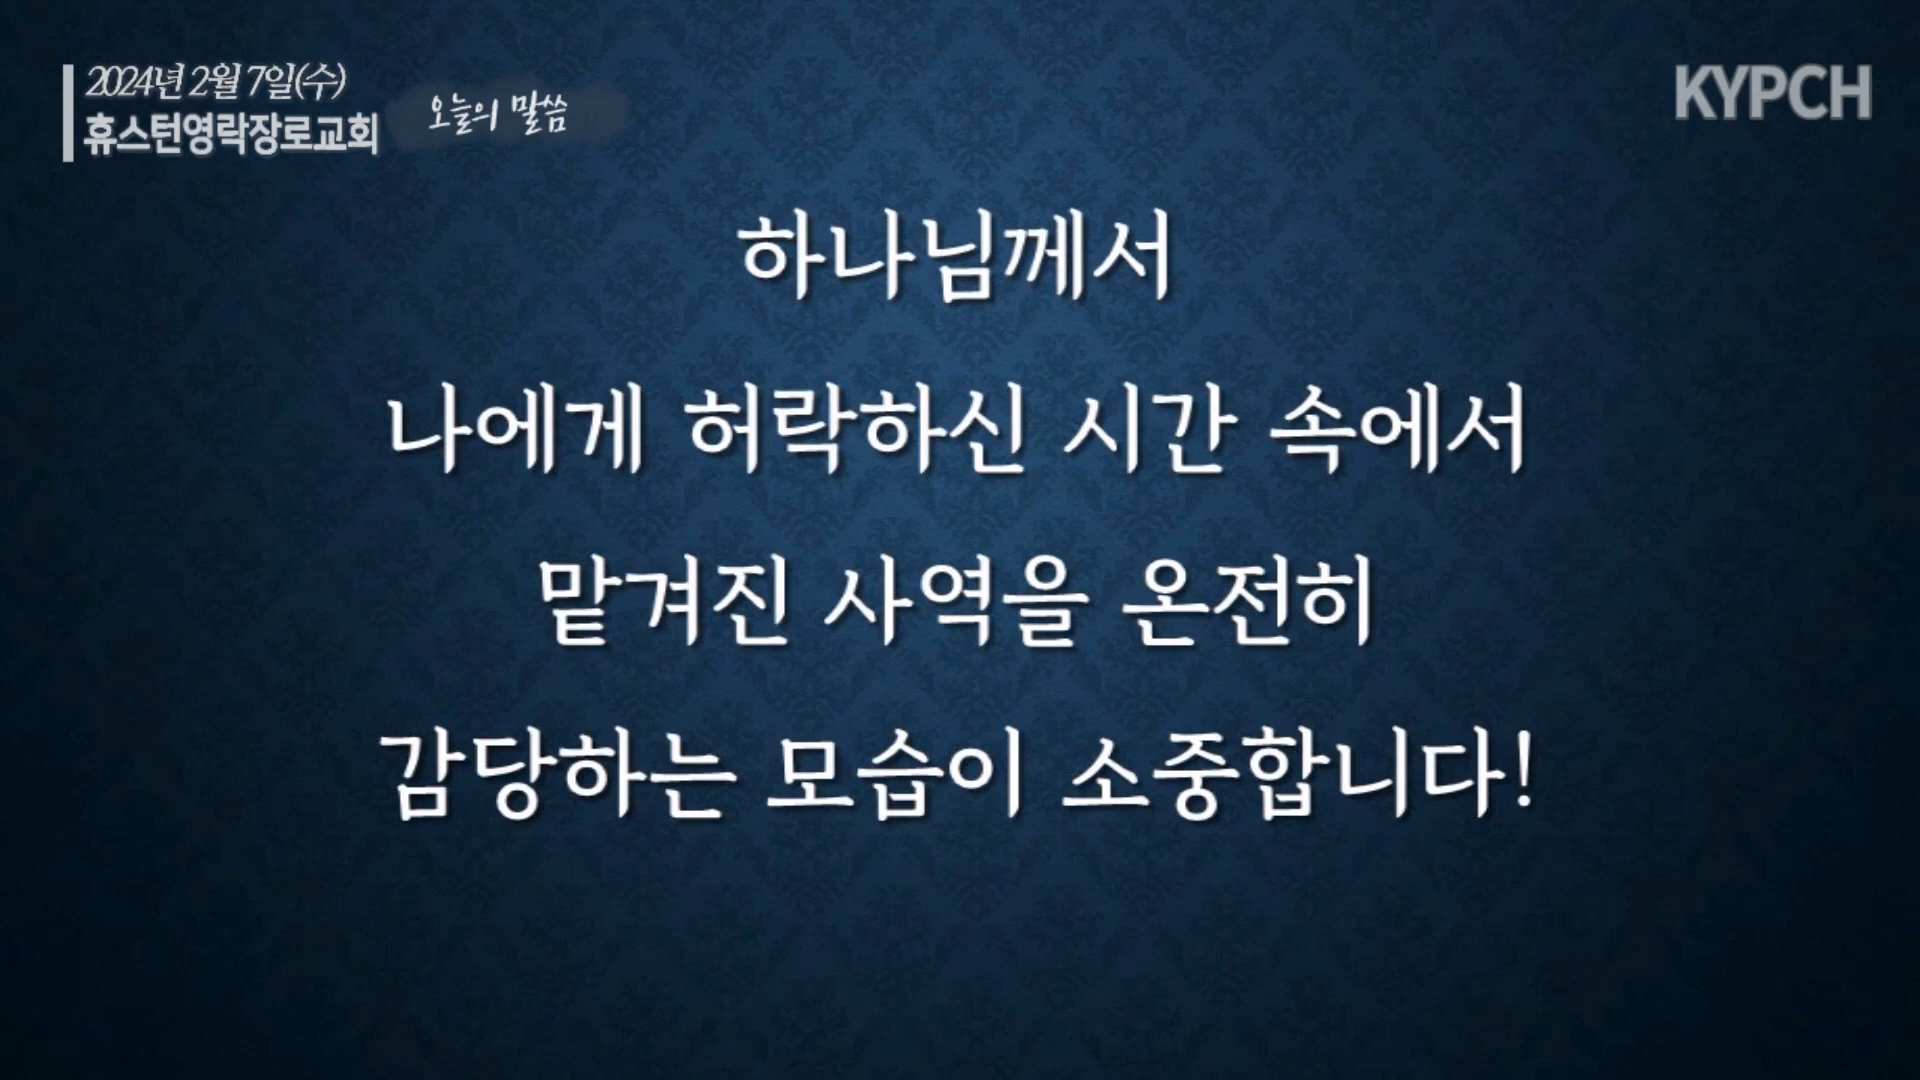 2024년 2월 7일(수)
휴스턴영락장로교회
오늘의 말씀
KYPCH
하나님께서
나에게 허락하신 시간 속에서
맡겨진 사역을 온전히
감당하는 모습이 소중합니다!